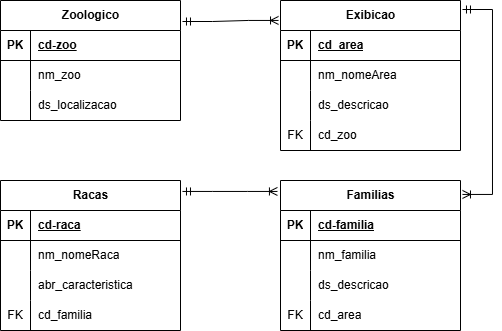 Zoologico
PK cd-zoo
nm_zoo
ds_localizacao
Exibicao
PK cd_area
nm_nomeArea
ds_descricao
FK cd_zoo
Racas
PK cd-raca
nm_nomeRaca
abr_caracteristica
FK cd_familia
Familias
PK cd-familia
nm_familia
ds_descricao
FK cd_area